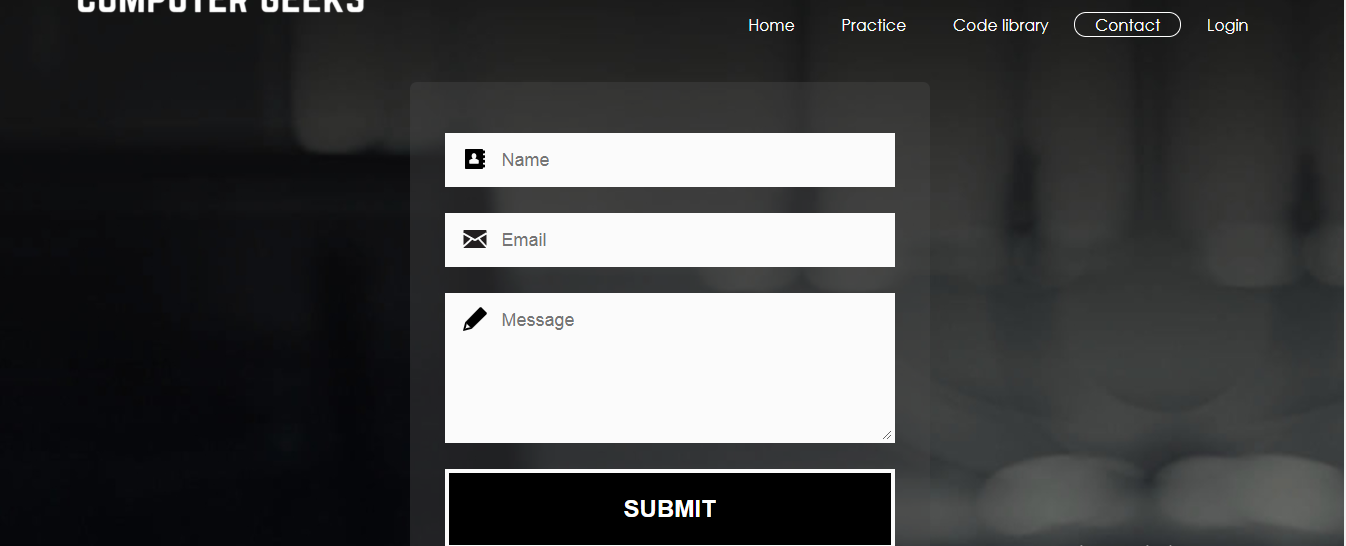 COMPUTER GEEKS
Home Practice Code library Contact Login
Name
Email
Message
SUBMIT